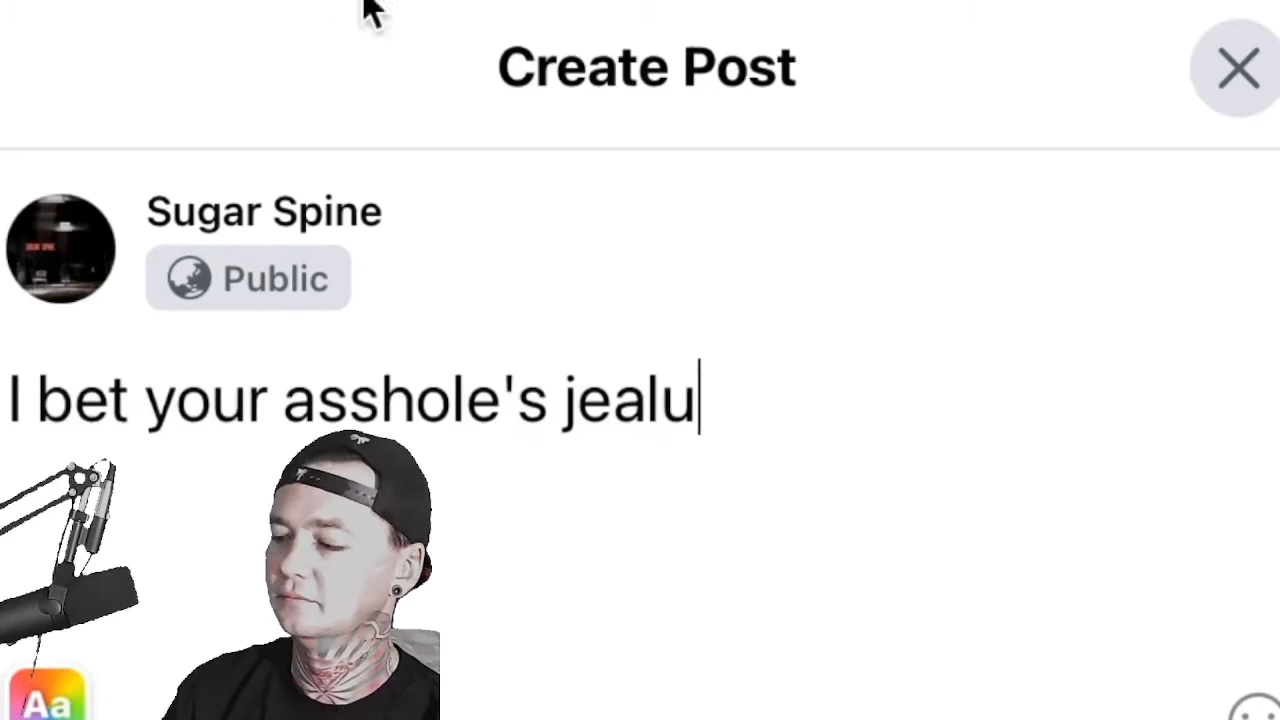 Create Post
Sugar Spine
Public
I bet your asshole's jealu
Aa